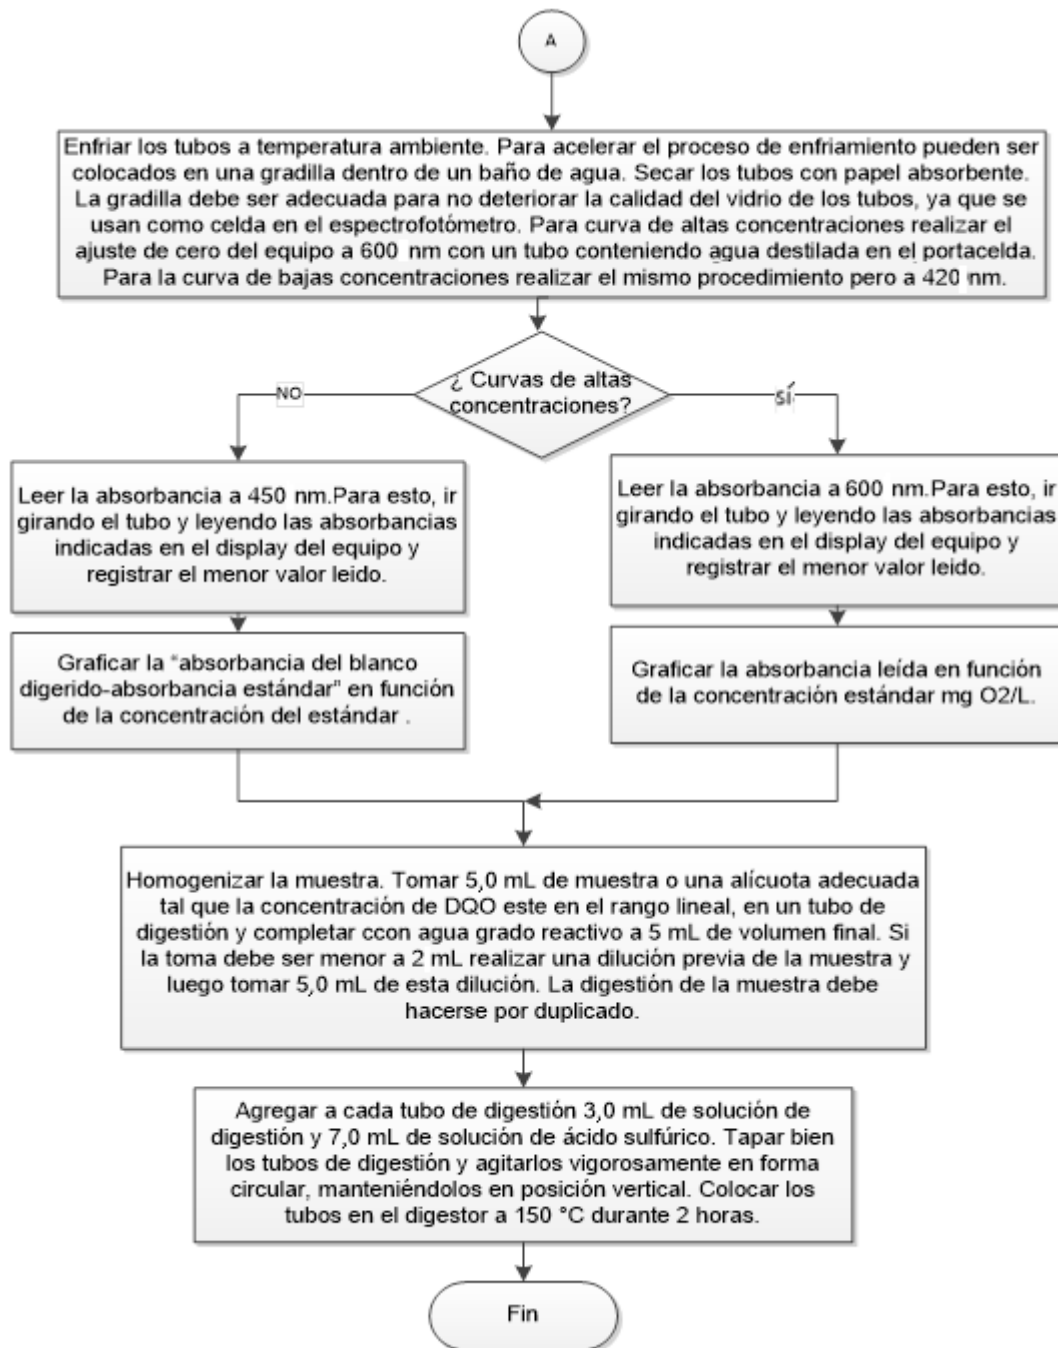 A
Enfriar los tubos a temperatura ambiente. Para acelerar el proceso de enfriamiento pueden ser
colocados en una gradilla dentro de un baño de agua. Secar los tubos con papel absorbente.
La gradilla debe ser adecuada para no deteriorar la calidad del vidrio de los tubos, ya que se
usan como celda en el espectrofotómetro. Para curva de altas concentraciones realizar el
ajuste de cero del equipo a 600 nm con un tubo conteniendo agua destilada en el portacelda.
Para la curva de bajas concentraciones realizar el mismo procedimiento pero a 420 nm.
¿ Curvas de altas
concentraciones?
NO
SÍ
Leer la absorbancia a 450 nm.Para esto, ir
girando el tubo y leyendo las absorbancias
indicadas en el display del equipo y
registrar el menor valor leido.
Leer la absorbancia a 600 nm.Para esto, ir
girando el tubo y leyendo las absorbancias
indicadas en el display del equipo y
registrar el menor valor leido.
Graficar la “absorbancia del blanco
digerido-absorbancia estándar” en función
de la concentración del estándar .
Graficar la absorbancia leída en función
de la concentración estándar mg O2/L.
Homogenizar la muestra. Tomar 5,0 mL de muestra o una alícuota adecuada
tal que la concentración de DQO este en el rango lineal, en un tubo de
digestión y completar ccon agua grado reactivo a 5 mL de volumen final. Si
la toma debe ser menor a 2 mL realizar una dilución previa de la muestra y
luego tomar 5,0 mL de esta dilución. La digestión de la muestra debe
hacerse por duplicado.
Agregar a cada tubo de digestión 3,0 mL de solución de
digestión y 7,0 mL de solución de ácido sulfúrico. Tapar bien
los tubos de digestión y agitarlos vigorosamente en forma
circular, manteniéndolos en posición vertical. Colocar los
tubos en el digestor a 150 °C durante 2 horas.
Fin